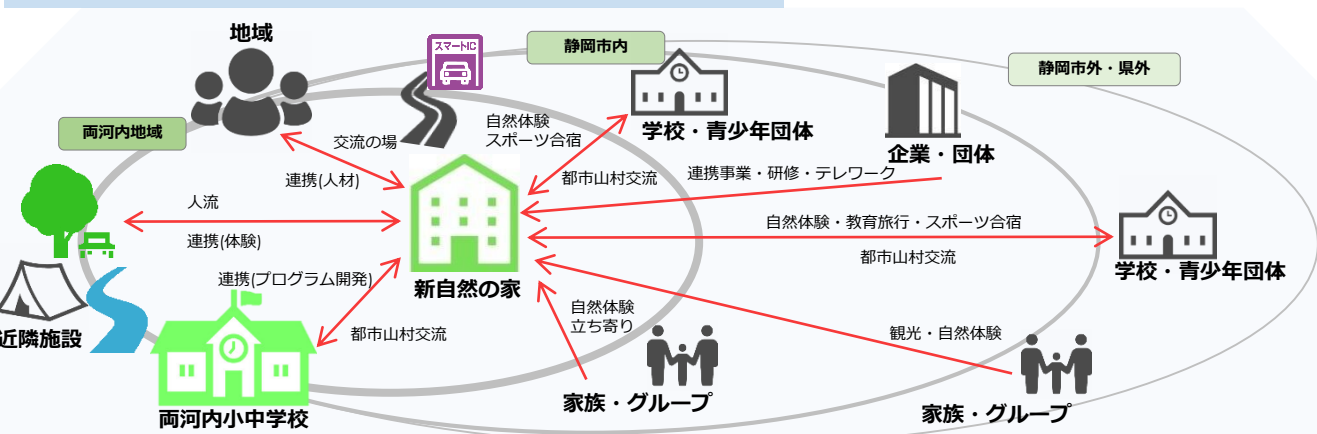 地域
スマートIC
静岡市内
静岡市外・県外
両河内地域
交流の場
連携(人材)
自然体験
スポーツ合宿
学校・青少年団体
都市山村交流
企業・団体
連携事業・研修・テレワーク
人流
連携(体験)
自然体験・教育旅行・スポーツ合宿
都市山村交流
学校・青少年団体
連携(プログラム開発)
新自然の家
近隣施設
都市山村交流
自然体験
立ち寄り
観光・自然体験
両河内小中学校
家族・グループ
家族・グループ